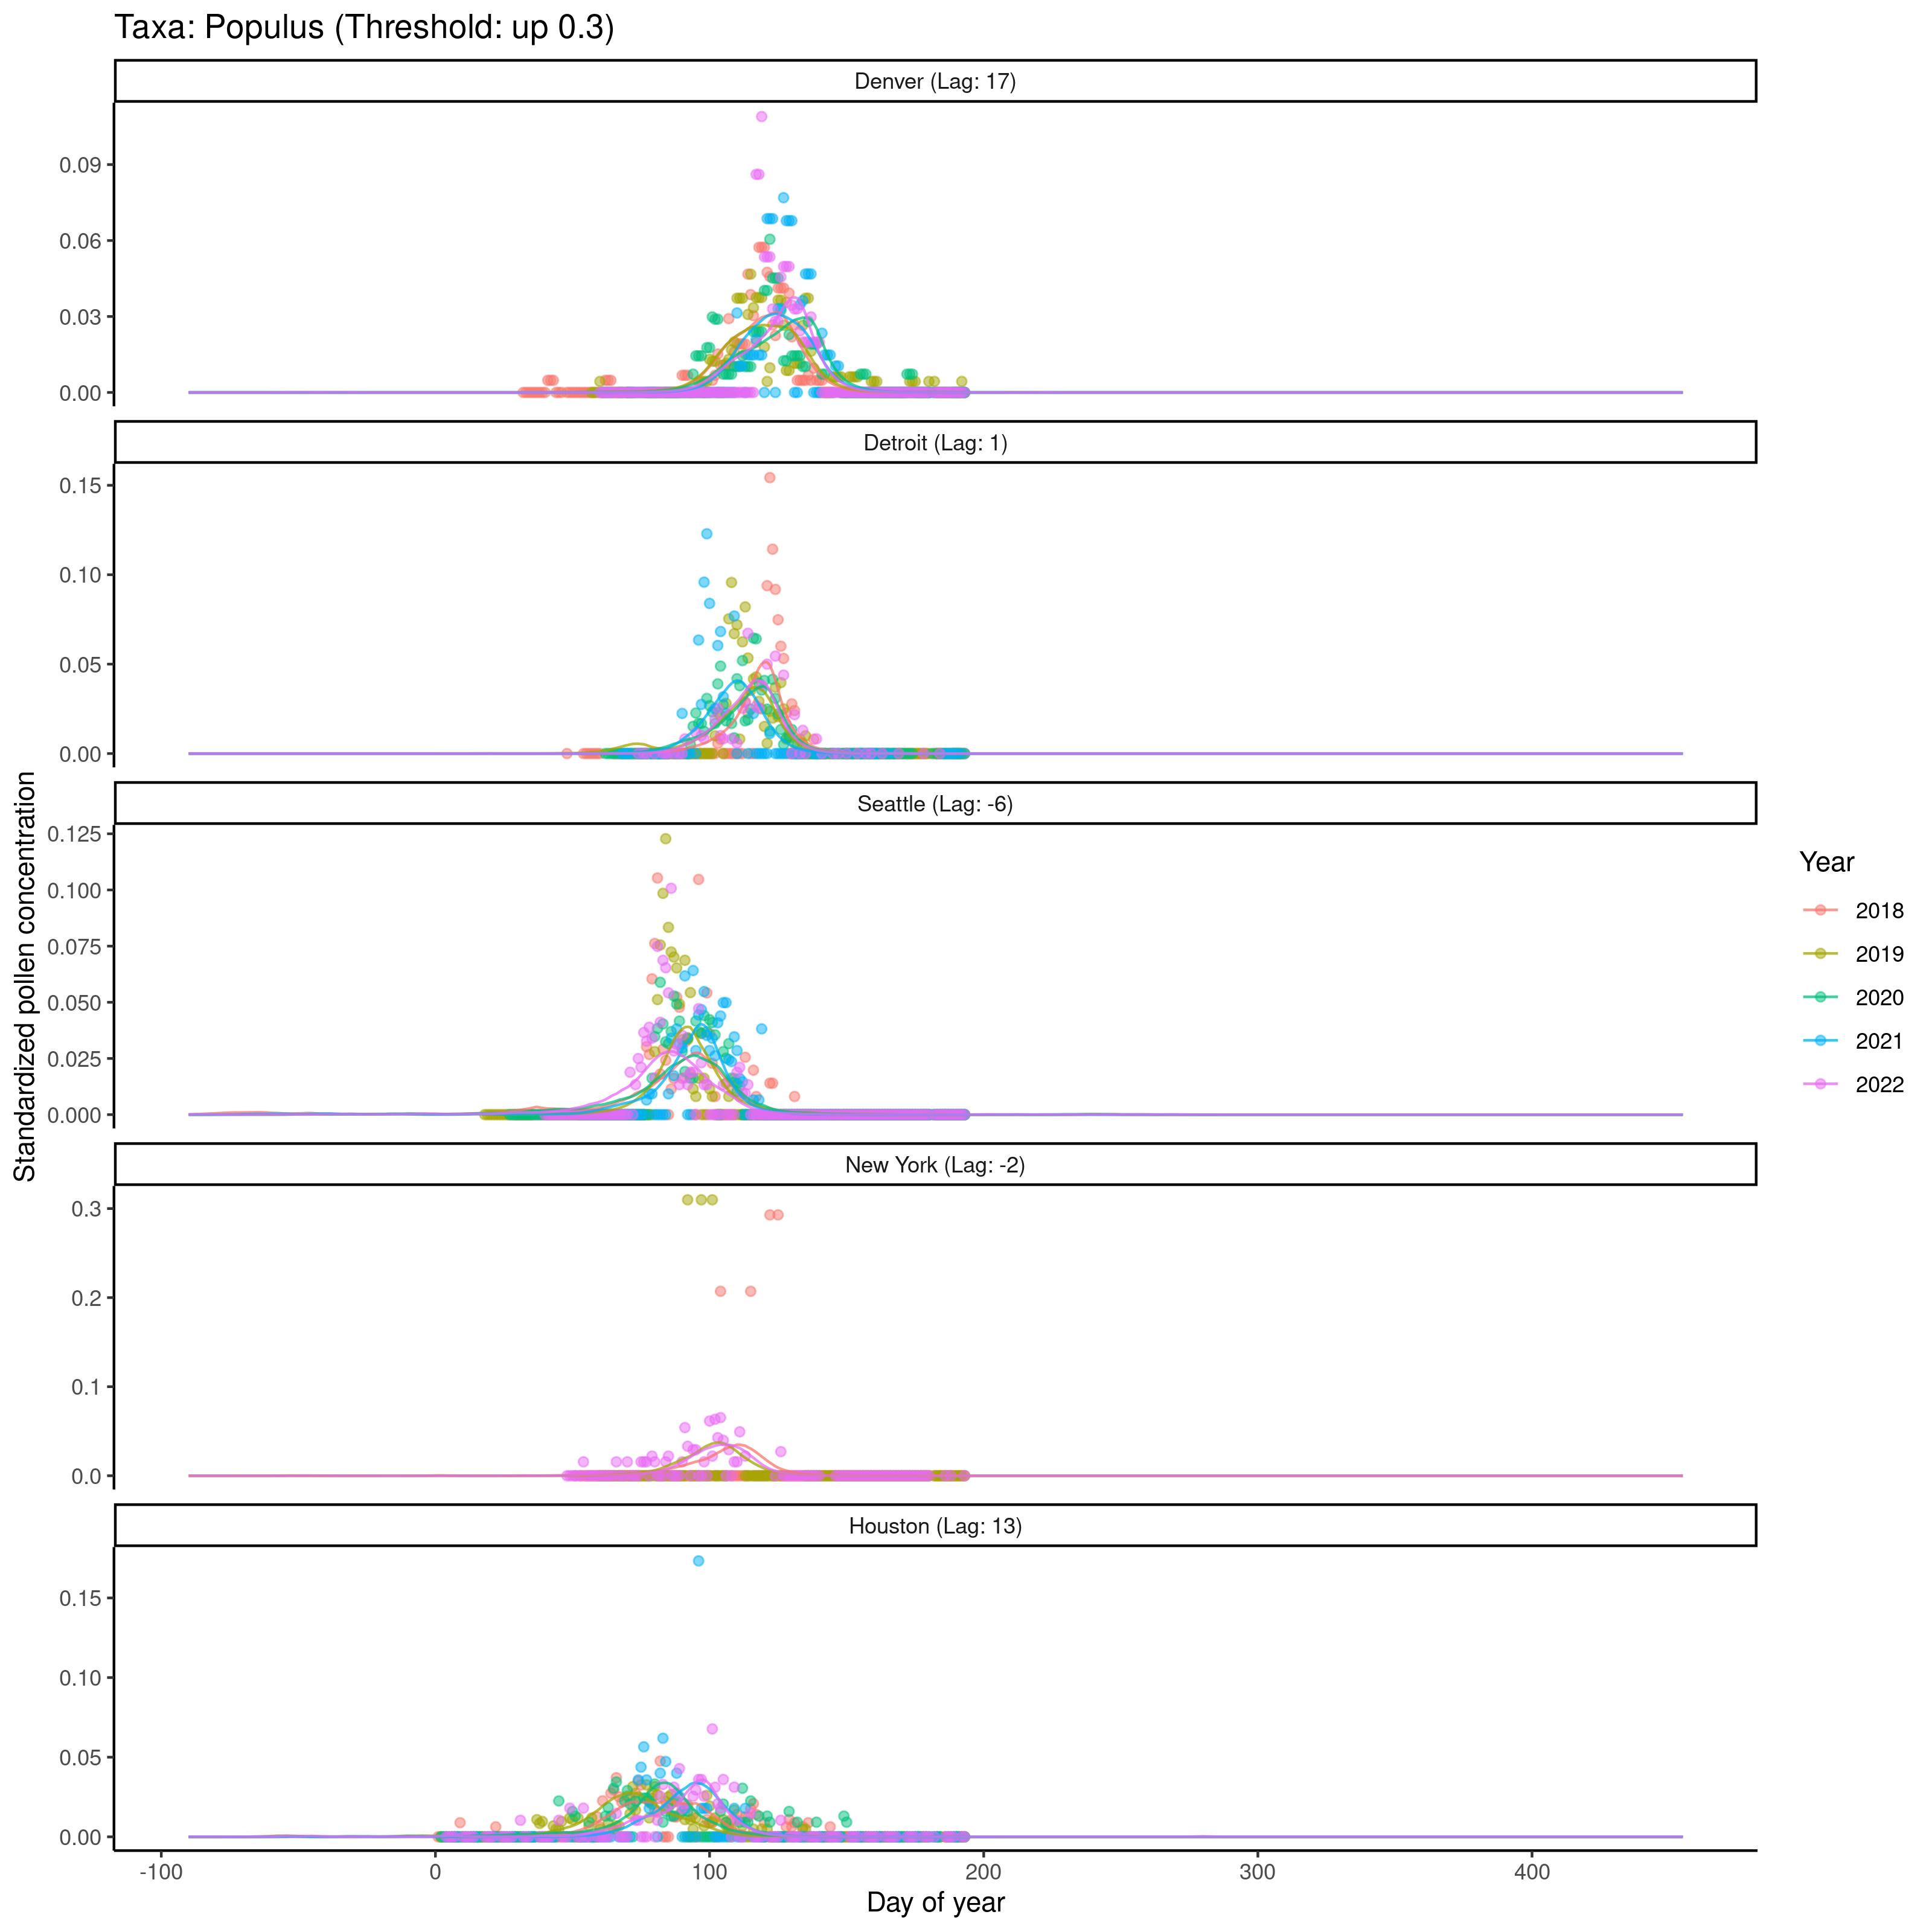 Taxa: Populus (Threshold: up 0.3)
Denver (Lag: 17)
0.09
0.06
0.03
0.00
Detroit (Lag: 1)
0.15
0.10
0.05
0.00
Seattle (Lag: -6)
0.125
0.100
0.075
0.050
0.025
0.000
New York (Lag: -2)
0.3
0.2
0.1
0.0
Houston (Lag: 13)
0.15
0.10
0.05
0.00
-100 0 100 200 300 400
Day of year
Standardized pollen concentration
Year
2018
2019
2020
2021
2022